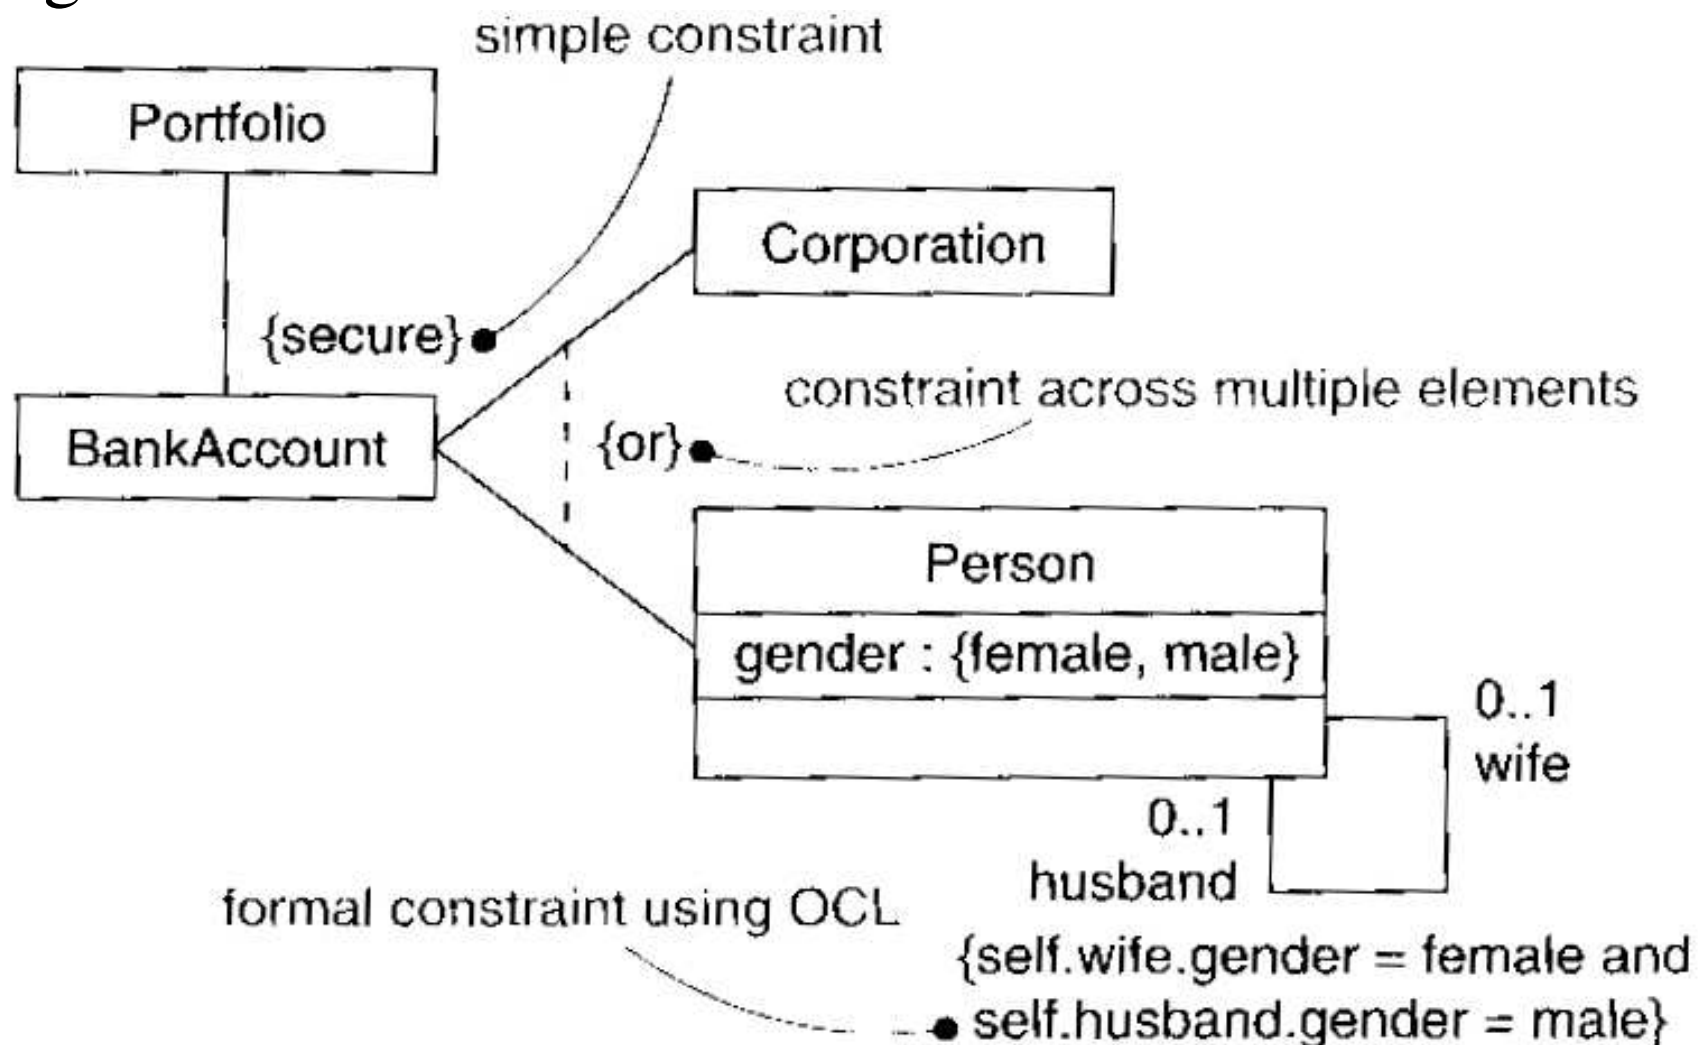 simple constraint
Portfolio
Corporation
{secure}
constraint across multiple elements
BankAccount
{or}
Person
gender : {female, male}
0..1
wife
0..1
husband
formal constraint using OCL
{self.wife.gender = female and
self.husband.gender = male}